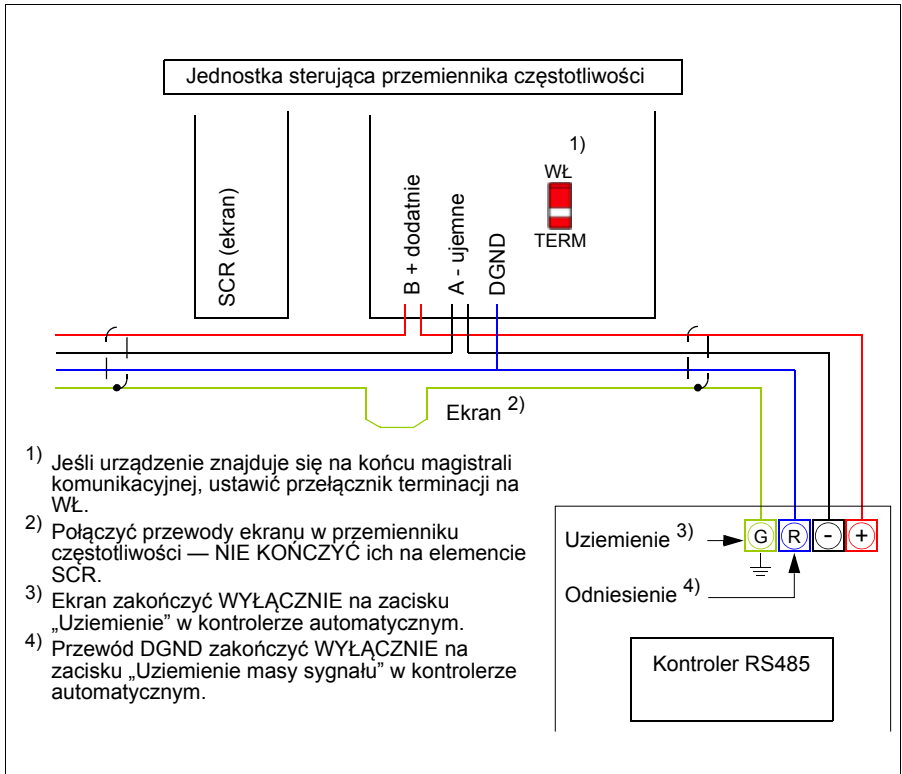 Jednostka sterująca przemiennika częstotliwości
SCR (ekran)
B + dodatnie
A - ujemne
DGND
1)
WŁ
TERM
Ekran 2)
1) Jeśli urządzenie znajduje się na końcu magistrali
komunikacyjnej, ustawić przełącznik terminacji na
WŁ.
2) Połączyć przewody ekranu w przemienniku
częstotliwości — NIE KOŃCZYĆ ich na elemencie
SCR.
3) Ekran zakończyć WYŁĄCZNIE na zacisku
„Uziemienie” w kontrolerze automatycznym.
4) Przewód DGND zakończyć WYŁĄCZNIE na
zacisku „Uziemienie masy sygnału” w kontrolerze
automatycznym.
Uziemienie 3)
G R - +
Odniesienie 4)
Kontroler RS485